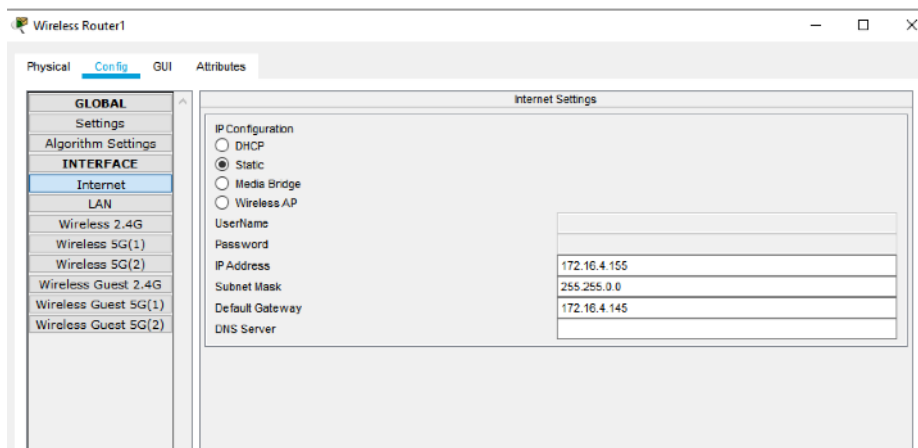 Wireless Router1
Physical Config GUI Attributes
GLOBAL
Settings
Algorithm Settings
INTERFACE
Internet
LAN
Wireless 2.4G
Wireless 5G(1)
Wireless 5G(2)
Wireless Guest 2.4G
Wireless Guest 5G(1)
Wireless Guest 5G(2)
Internet Settings
IP Configuration
DHCP
Static
Media Bridge
Wireless AP
UserName
Password
IP Address 172.16.4.155
Subnet Mask 255.255.0.0
Default Gateway 172.16.4.145
DNS Server